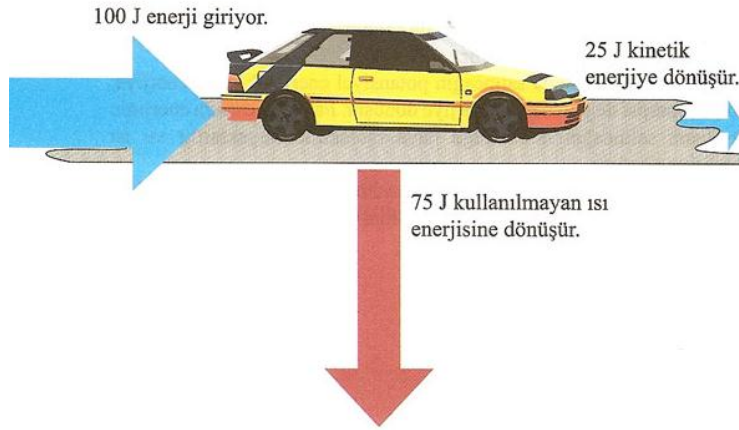 100 J enerji giriyor.
25 J kinetik
enerjiye dönüşür.
75 J kullanılmayan ısı
enerjisine dönüşür.